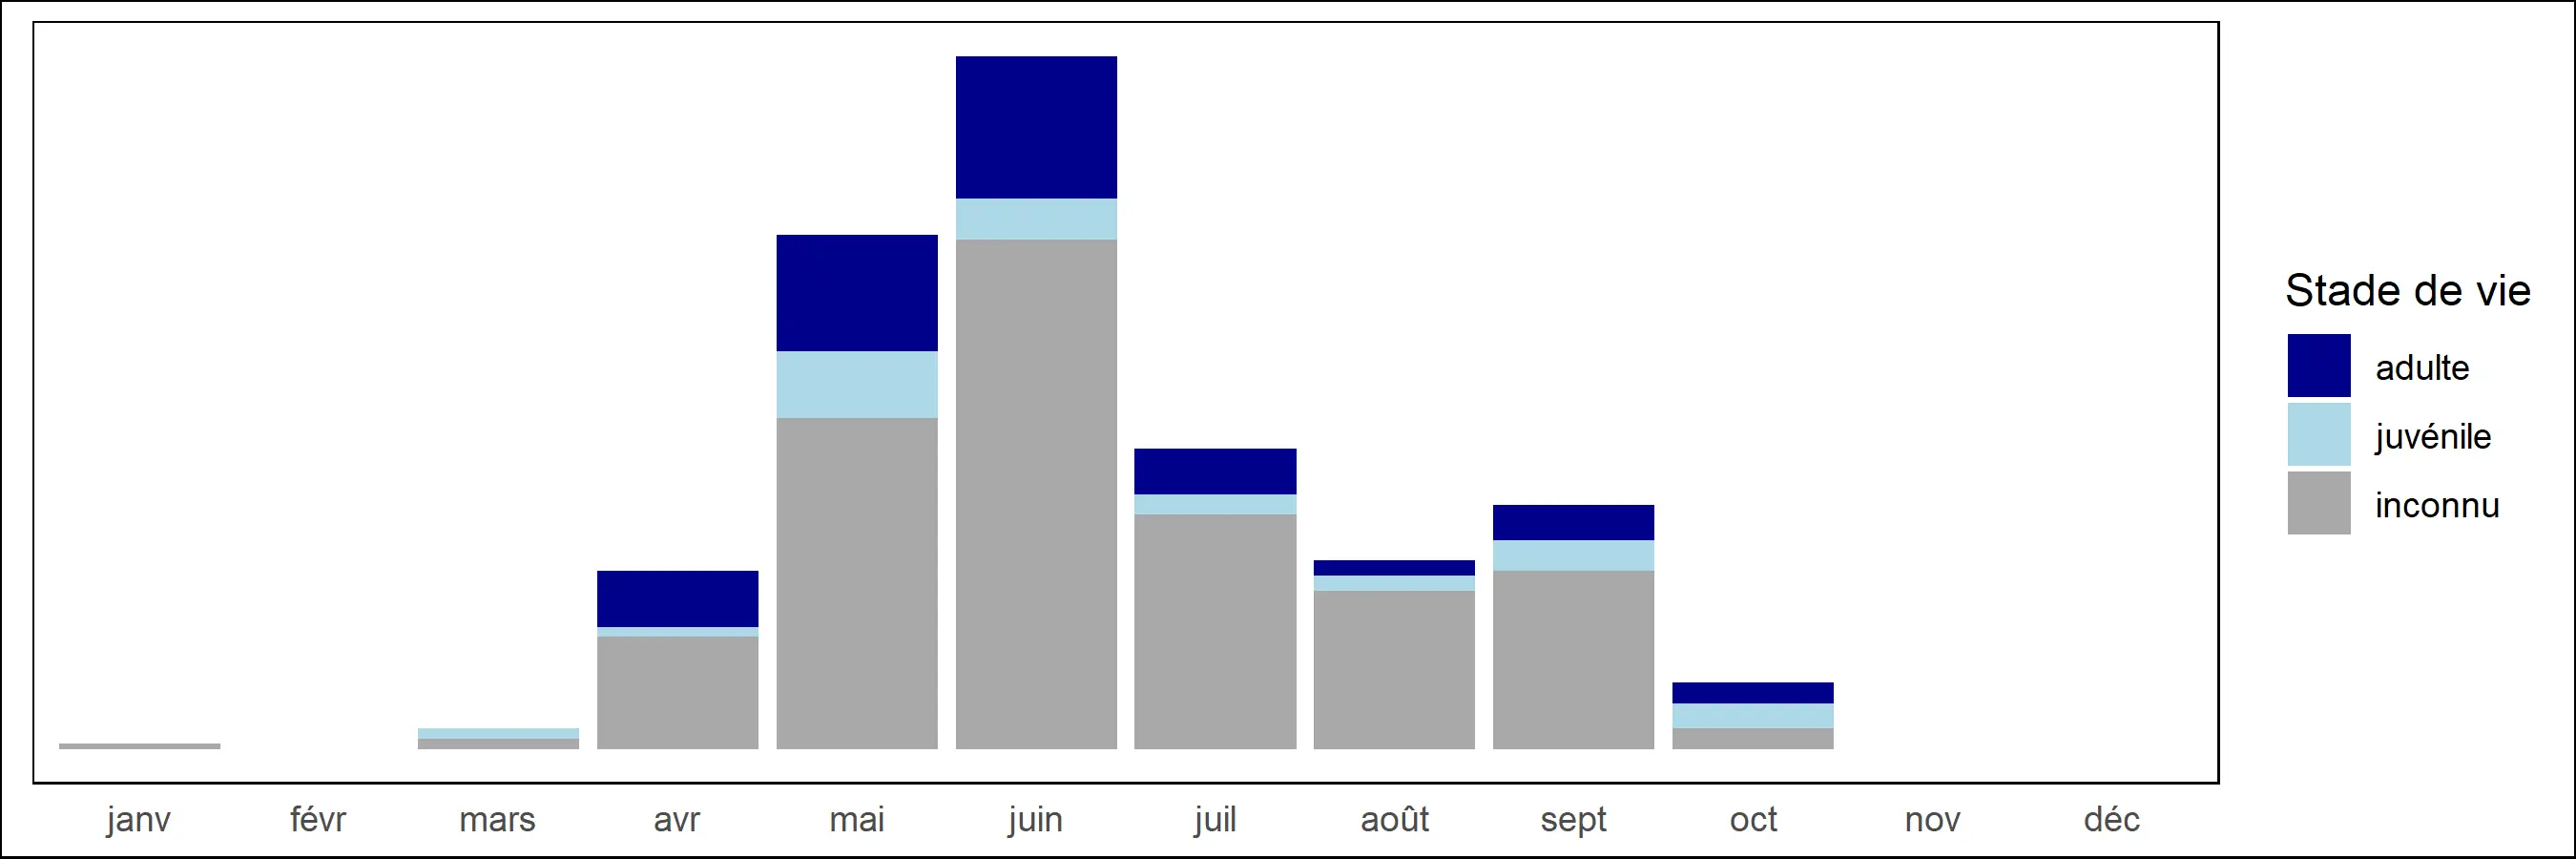 Stade de vie
adulte
juvénile
inconnu
janv févr mars avr mai juin juil août sept oct nov déc